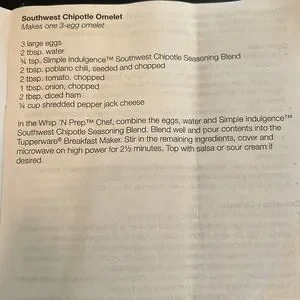 Southwest Chipotle Omelet
Makes one 3-egg omelet
3 large eggs
2 tbsp. water
¾ tsp. Simple Indulgence™ Southwest Chipotle Seasoning Blend
2 tbsp. poblano chili, seeded and chopped
2 tbsp. tomato, chopped
1 tbsp. onion, chopped
2 tbsp. diced ham
¼ cup shredded pepper jack cheese
In the Whip 'N Prep™ Chef, combine the eggs, water and Simple Indulgence™
Southwest Chipotle Seasoning Blend. Blend well and pour contents into the
Tupperware® Breakfast Maker. Stir in the remaining ingredients, cover and
microwave on high power for 2½ minutes. Top with salsa or sour cream if
desired.